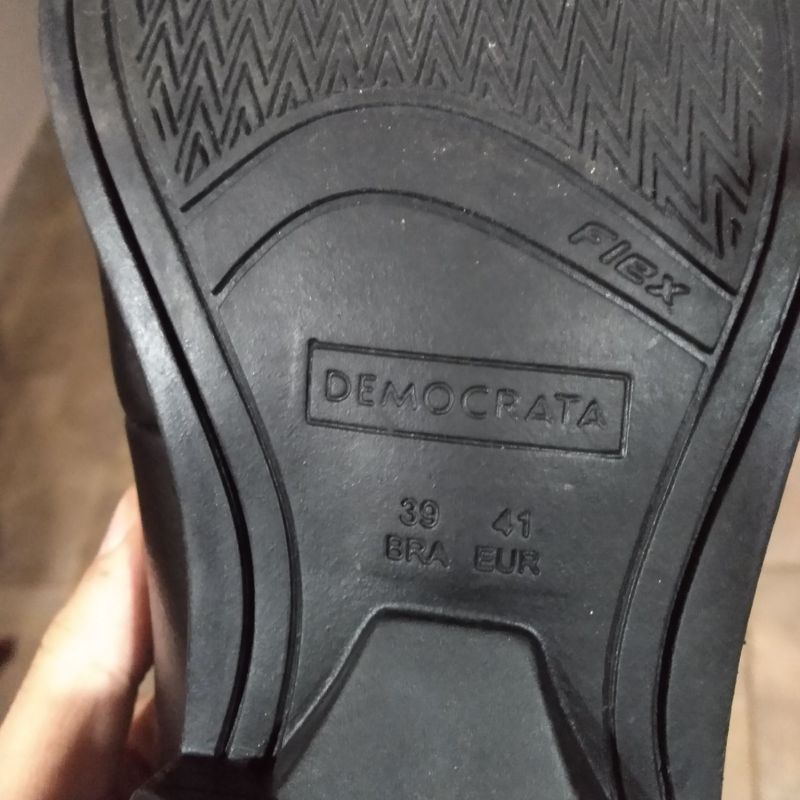 Flex
DEMOCRATA
39 41
BRA EUR